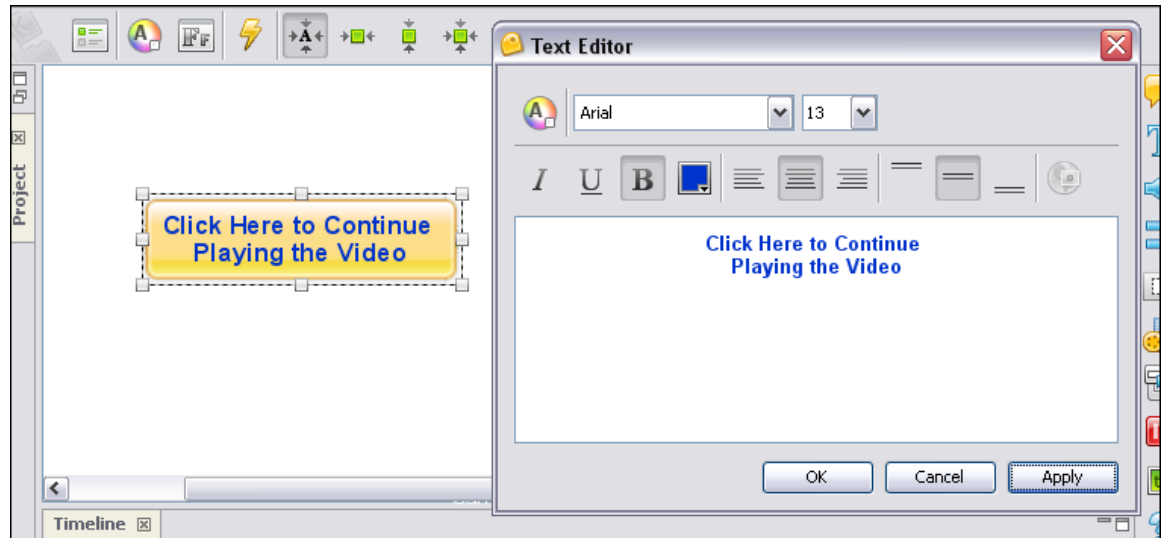 Text Editor
Project
Arial
13
I U B
Click Here to Continue
Playing the Video
Click Here to Continue
Playing the Video
OK Cancel Apply
Timeline